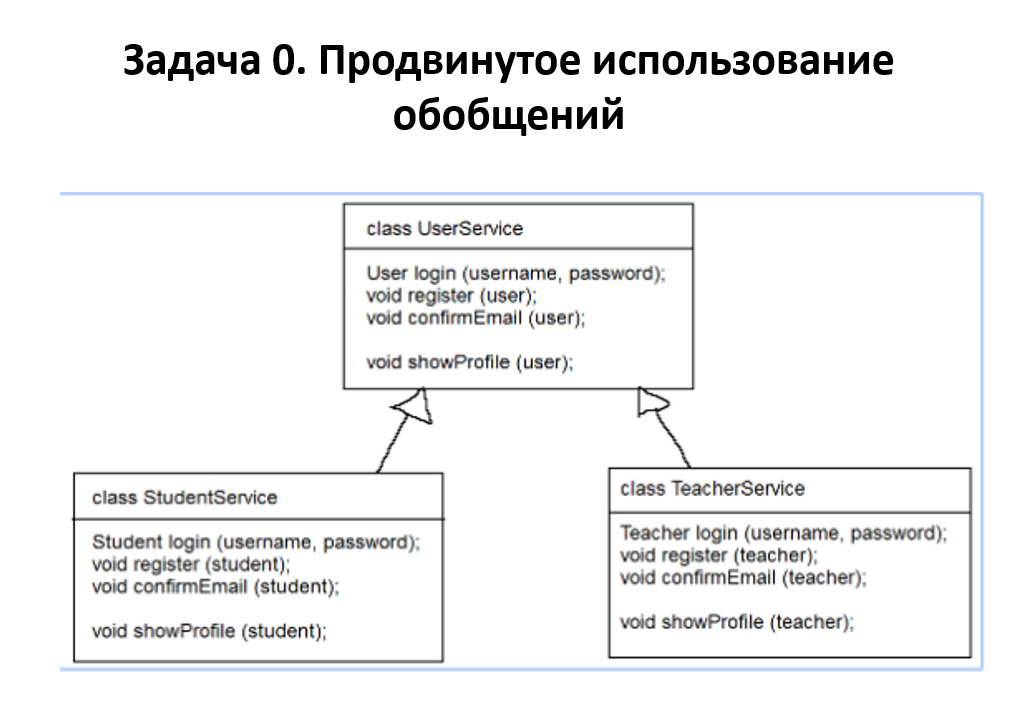 Задача 0. Продвинутое использование
обобщений
class UserService
User login (username, password);
void register (user);
void confirmEmail (user);
void showProfile (user);
class StudentService
Student login (username, password);
void register (student);
void confirmEmail (student);
void showProfile (student);
class TeacherService
Teacher login (username, password);
void register (teacher);
void confirmEmail (teacher);
void showProfile (teacher);